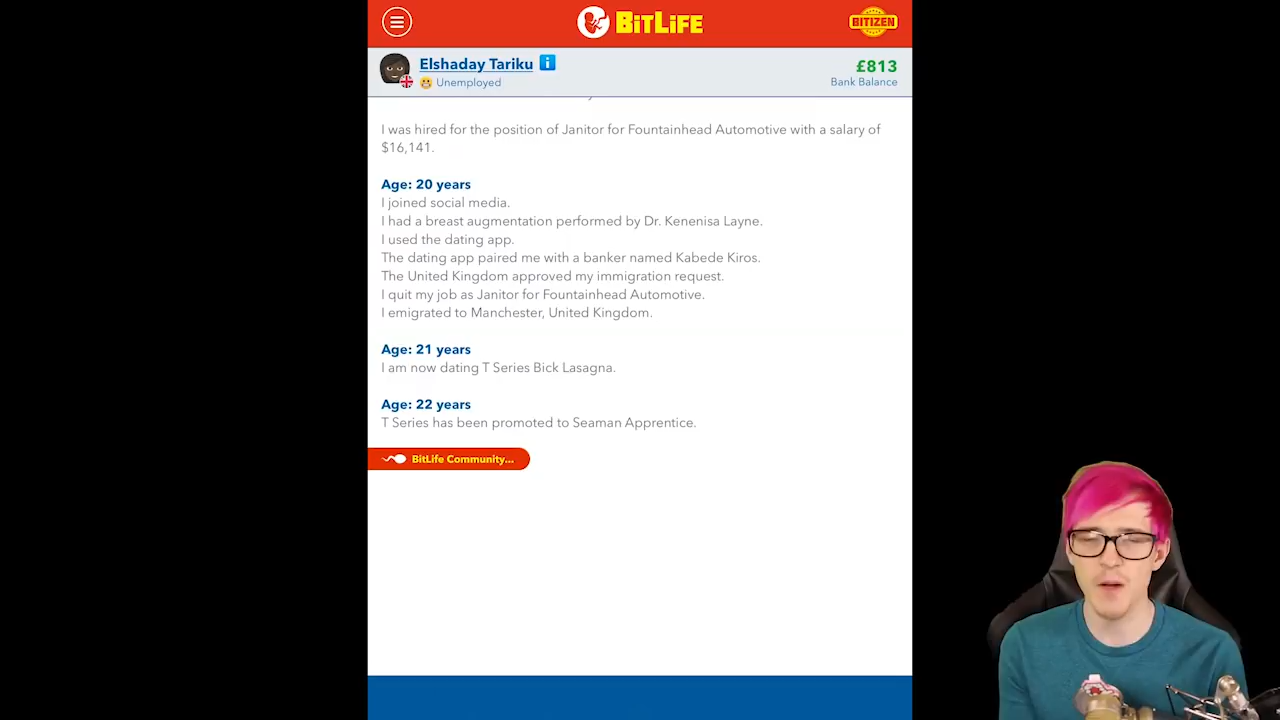 BitLife
BITIZEN
Elshaday Tariku
Unemployed
£813
Bank Balance
I was hired for the position of Janitor for Fountainhead Automotive with a salary of
$16,141.
Age: 20 years
I joined social media.
I had a breast augmentation performed by Dr. Kenenisa Layne.
I used the dating app.
The dating app paired me with a banker named Kabede Kiros.
The United Kingdom approved my immigration request.
I quit my job as Janitor for Fountainhead Automotive.
I emigrated to Manchester, United Kingdom.
Age: 21 years
I am now dating T Series Bick Lasagna.
Age: 22 years
T Series has been promoted to Seaman Apprentice.
BitLife Community...